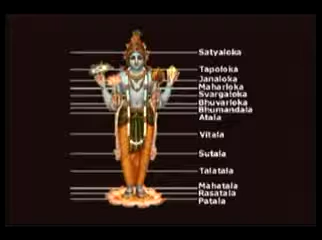 Satyaloka
Tapoloka
Janaloka
Maharloka
Svargaloka
Bhuvarloka
Bhumandala
Atala
Vitala
Sutala
Talatala
Mahatala
Rasatala
Patala